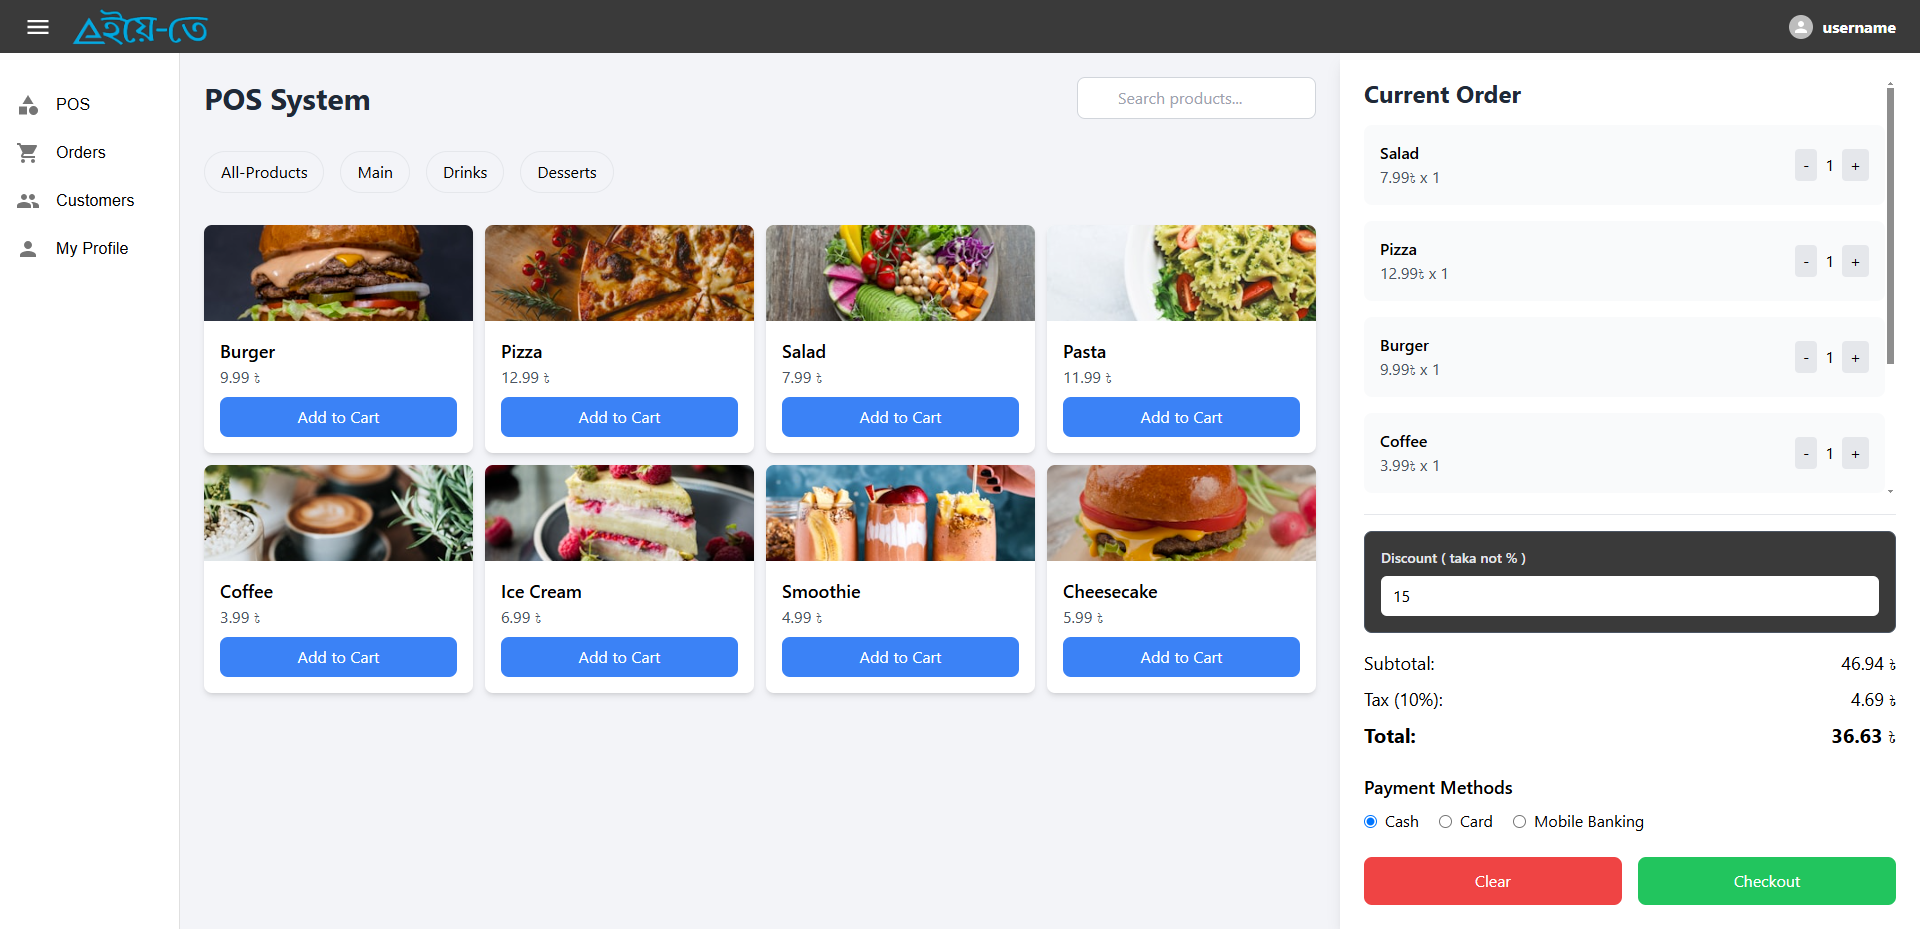 এইয়ে-তে
username
POS
Orders
Customers
My Profile
POS System
Search products...
All-Products
Main
Drinks
Desserts
Burger
9.99 ৳
Add to Cart
Pizza
12.99 ৳
Add to Cart
Salad
7.99 ৳
Add to Cart
Pasta
11.99 ৳
Add to Cart
Coffee
3.99 ৳
Add to Cart
Ice Cream
6.99 ৳
Add to Cart
Smoothie
4.99 ৳
Add to Cart
Cheesecake
5.99 ৳
Add to Cart
Current Order
Salad
7.99৳ x 1
- 1 +
Pizza
12.99৳ x 1
- 1 +
Burger
9.99৳ x 1
- 1 +
Coffee
3.99৳ x 1
- 1 +
Discount ( taka not % )
15
Subtotal: 46.94 ৳
Tax (10%): 4.69 ৳
Total: 36.63 ৳
Payment Methods
Cash
Card
Mobile Banking
Clear
Checkout